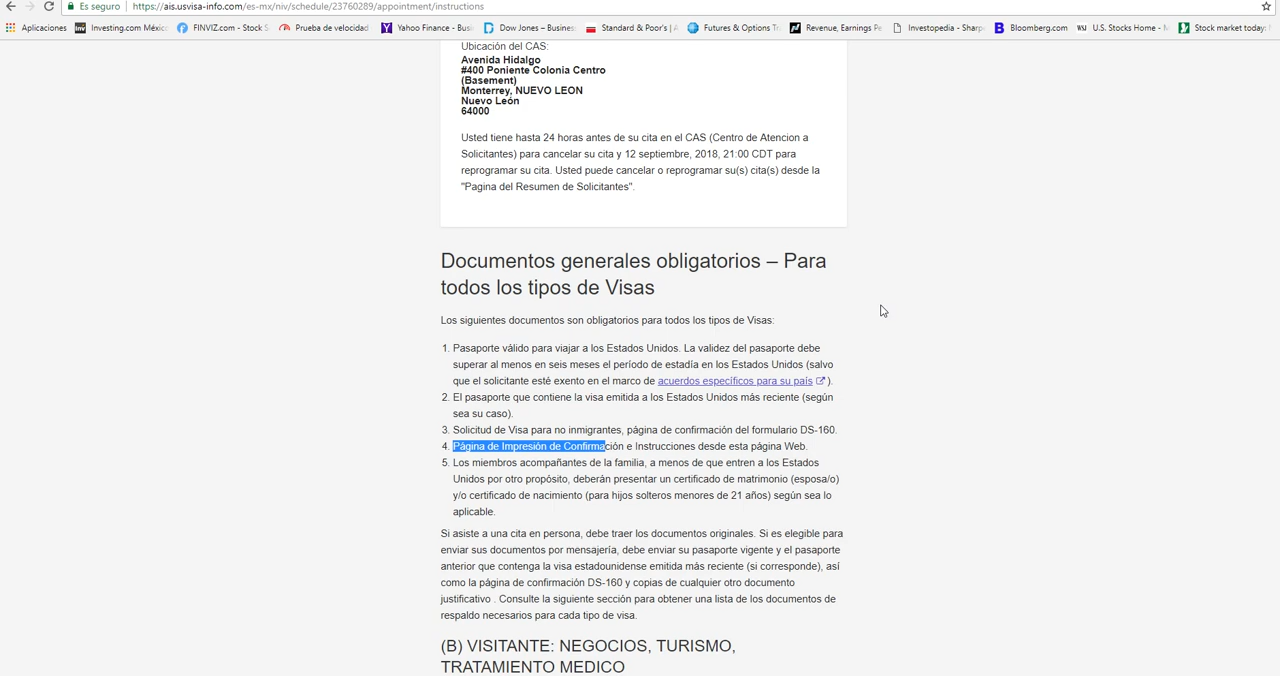 Es seguro | https://ais.usvisa-info.com/es-mx/niv/schedule/23760289/appointment/instructions
Aplicaciones Investing.com Méxic FINVIZ.com - Stock S Prueba de velocidad Yahoo Finance - Busi Dow Jones – Busines Standard & Poor's | A Futures & Options Tr Revenue, Earnings Pe Investopedia - Sharpe Bloomberg.com U.S. Stocks Home - M Stock market today:
Ubicación del CAS:
Avenida Hidalgo
#400 Poniente Colonia Centro
(Basement)
Monterrey, NUEVO LEON
Nuevo León
64000
Usted tiene hasta 24 horas antes de su cita en el CAS (Centro de Atencion a
Solicitantes) para cancelar su cita y 12 septiembre, 2018, 21:00 CDT para
reprogramar su cita. Usted puede cancelar o reprogramar su(s) cita(s) desde la
"Pagina del Resumen de Solicitantes".
Documentos generales obligatorios – Para
todos los tipos de Visas
Los siguientes documentos son obligatorios para todos los tipos de Visas:
1. Pasaporte válido para viajar a los Estados Unidos. La validez del pasaporte debe
superar al menos en seis meses el período de estadía en los Estados Unidos (salvo
que el solicitante esté exento en el marco de acuerdos específicos para su país ).
2. El pasaporte que contiene la visa emitida a los Estados Unidos más reciente (según
sea su caso).
3. Solicitud de Visa para no inmigrantes, página de confirmación del formulario DS-160.
4. Página de Impresión de Confirmación e Instrucciones desde esta página Web.
5. Los miembros acompañantes de la familia, a menos de que entren a los Estados
Unidos por otro propósito, deberán presentar un certificado de matrimonio (esposa/o)
y/o certificado de nacimiento (para hijos solteros menores de 21 años) según sea lo
aplicable.
Si asiste a una cita en persona, debe traer los documentos originales. Si es elegible para
enviar sus documentos por mensajería, debe enviar su pasaporte vigente y el pasaporte
anterior que contenga la visa estadounidense emitida más reciente (si corresponde), así
como la página de confirmación DS-160 y copias de cualquier otro documento
justificativo . Consulte la siguiente sección para obtener una lista de los documentos de
respaldo necesarios para cada tipo de visa.
(B) VISITANTE: NEGOCIOS, TURISMO,
TRATAMIENTO MEDICO